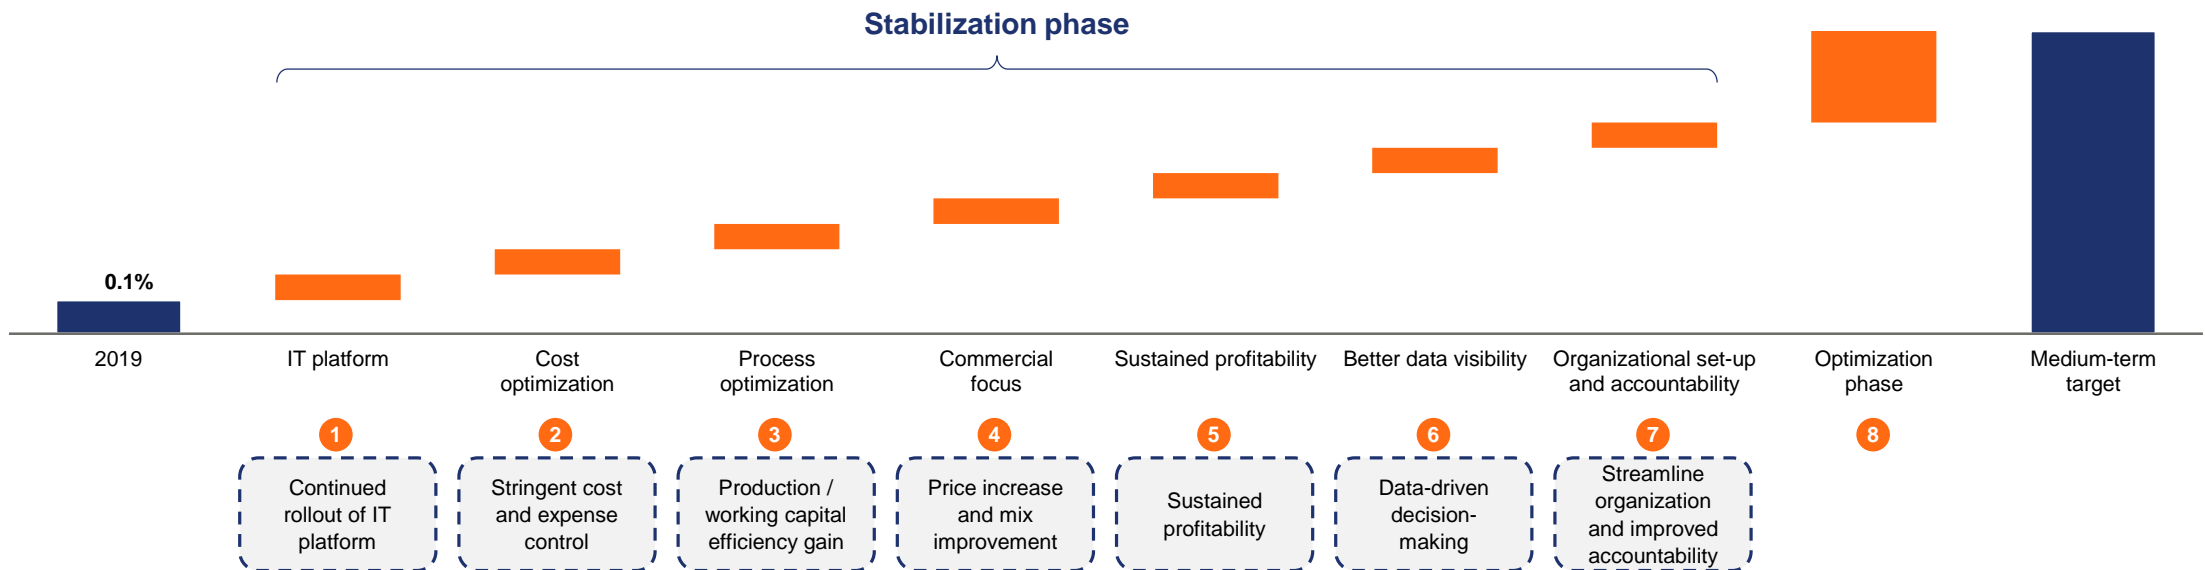 Stabilization phase
0.1%
2019
IT platform
Cost
optimization
Process
optimization
Commercial
focus
Sustained profitability
Better data visibility
Organizational set-up
and accountability
Optimization
phase
Medium-term
target
1
2
3
4
5
6
7
8
Continued
rollout of IT
platform
Stringent cost
and expense
control
Production /
working capital
efficiency gain
Price increase
and mix
improvement
Sustained
profitability
Data-driven
decision-
making
Streamline
organization
and improved
accountability